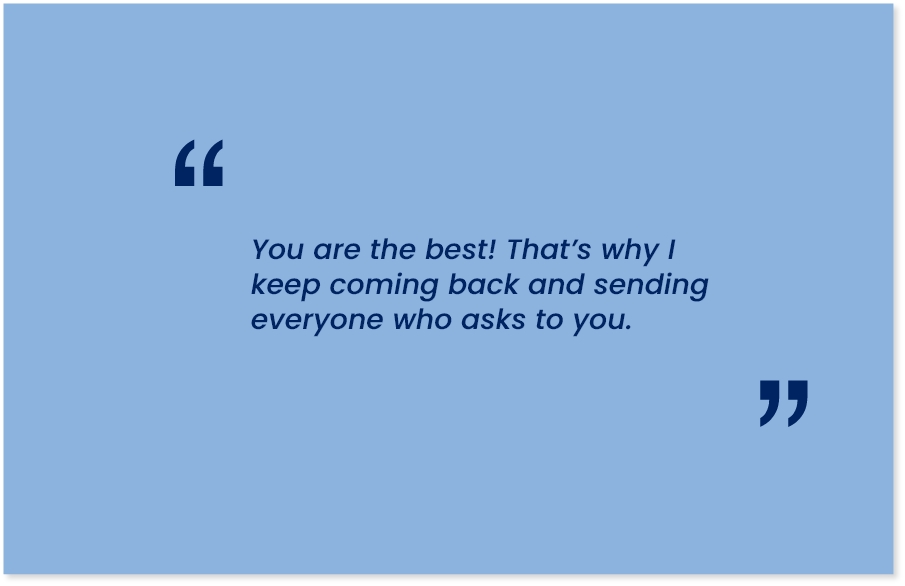 “
You are the best! That’s why I
keep coming back and sending
everyone who asks to you.
”